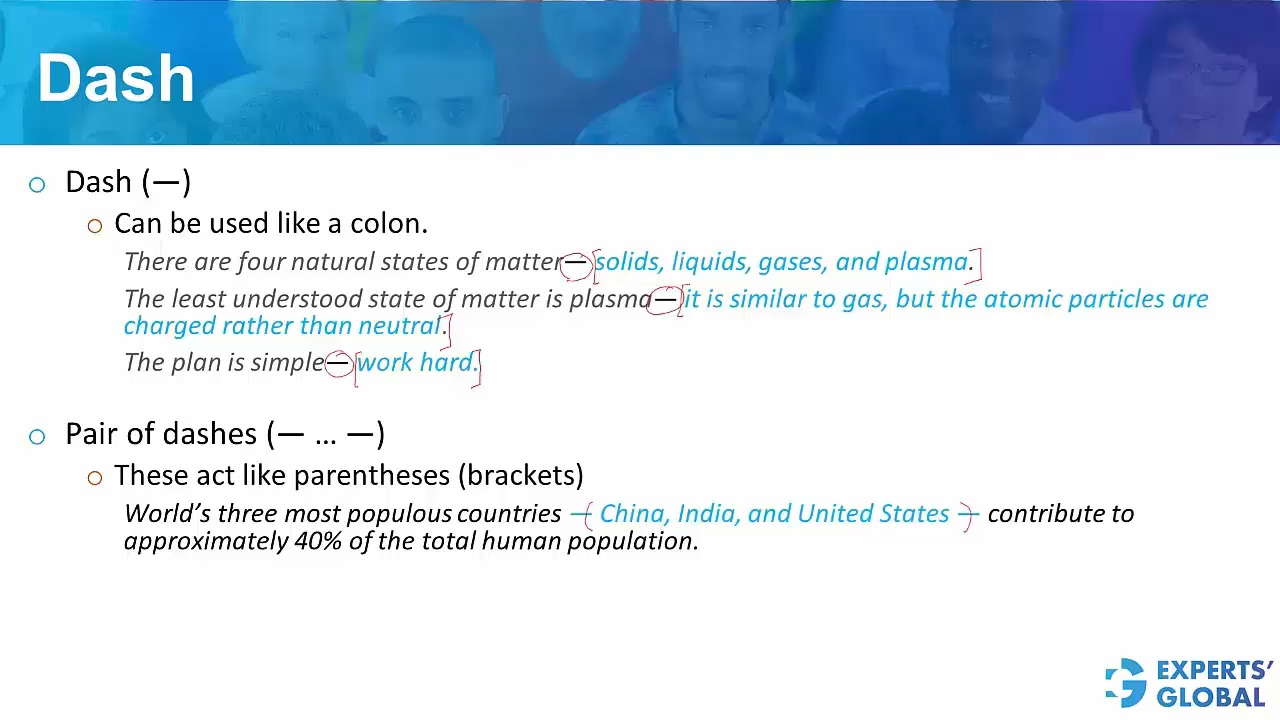 Dash
Dash (—)
Can be used like a colon.
There are four natural states of matter—solids, liquids, gases, and plasma.
The least understood state of matter is plasma—it is similar to gas, but the atomic particles are
charged rather than neutral.
The plan is simple—work hard.
Pair of dashes (— … —)
These act like parentheses (brackets)
World’s three most populous countries — China, India, and United States — contribute to
approximately 40% of the total human population.
EXPERTS’
GLOBAL